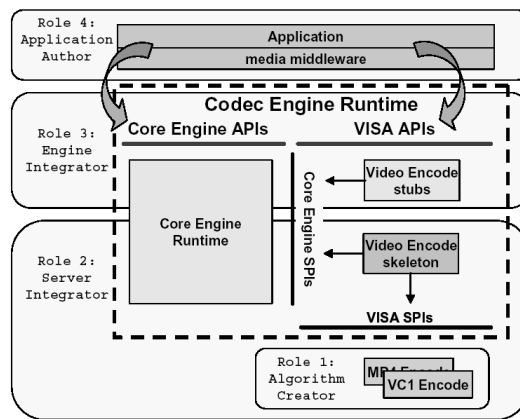 Role 4:
Application
Author
Application
media middleware
Codec Engine Runtime
Core Engine APIs
VISA APIs
Role 3:
Engine
Integrator
Core Engine
Runtime
Core Engine SPIs
Video Encode
stubs
Role 2:
Server
Integrator
Video Encode
skeleton
VISA SPIs
Role 1:
Algorithm
Creator
Encode
VC1 Encode